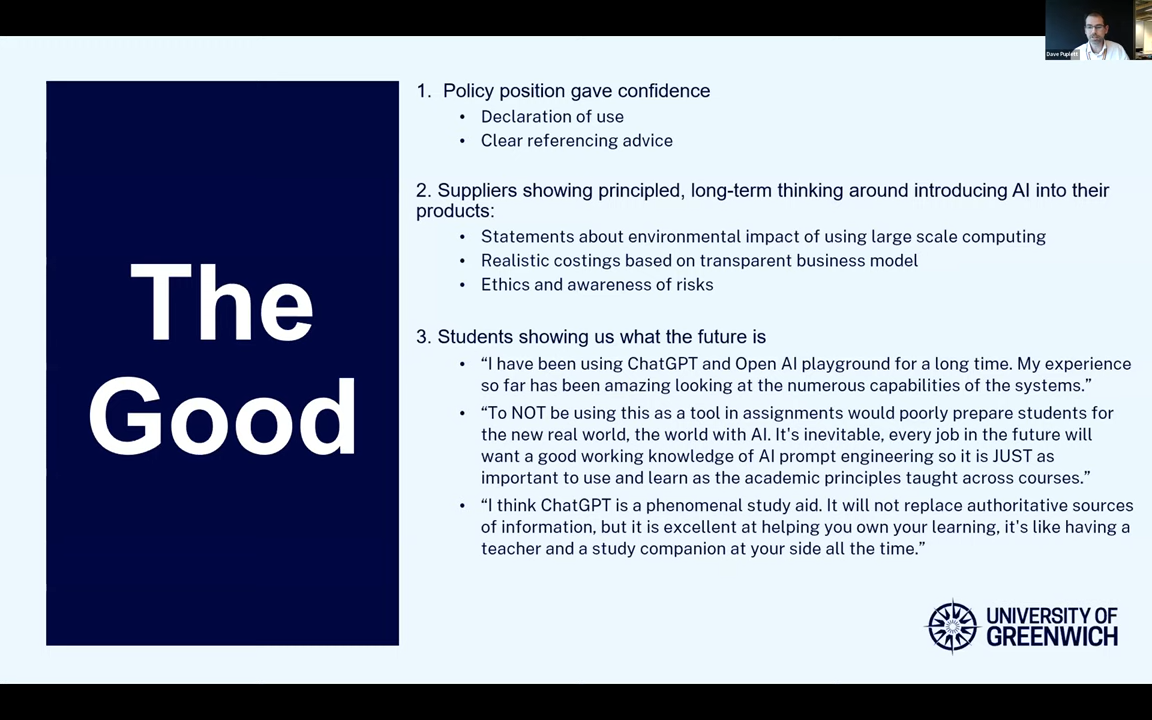 Dave Puplett
The
Good
1. Policy position gave confidence
• Declaration of use
• Clear referencing advice
2. Suppliers showing principled, long-term thinking around introducing AI into their
products:
• Statements about environmental impact of using large scale computing
• Realistic costings based on transparent business model
• Ethics and awareness of risks
3. Students showing us what the future is
• “I have been using ChatGPT and Open AI playground for a long time. My experience
so far has been amazing looking at the numerous capabilities of the systems.”
• “To NOT be using this as a tool in assignments would poorly prepare students for
the new real world, the world with AI. It's inevitable, every job in the future will
want a good working knowledge of AI prompt engineering so it is JUST as
important to use and learn as the academic principles taught across courses.”
• “I think ChatGPT is a phenomenal study aid. It will not replace authoritative sources
of information, but it is excellent at helping you own your learning, it's like having a
teacher and a study companion at your side all the time.”
UNIVERSITY OF
GREENWICH